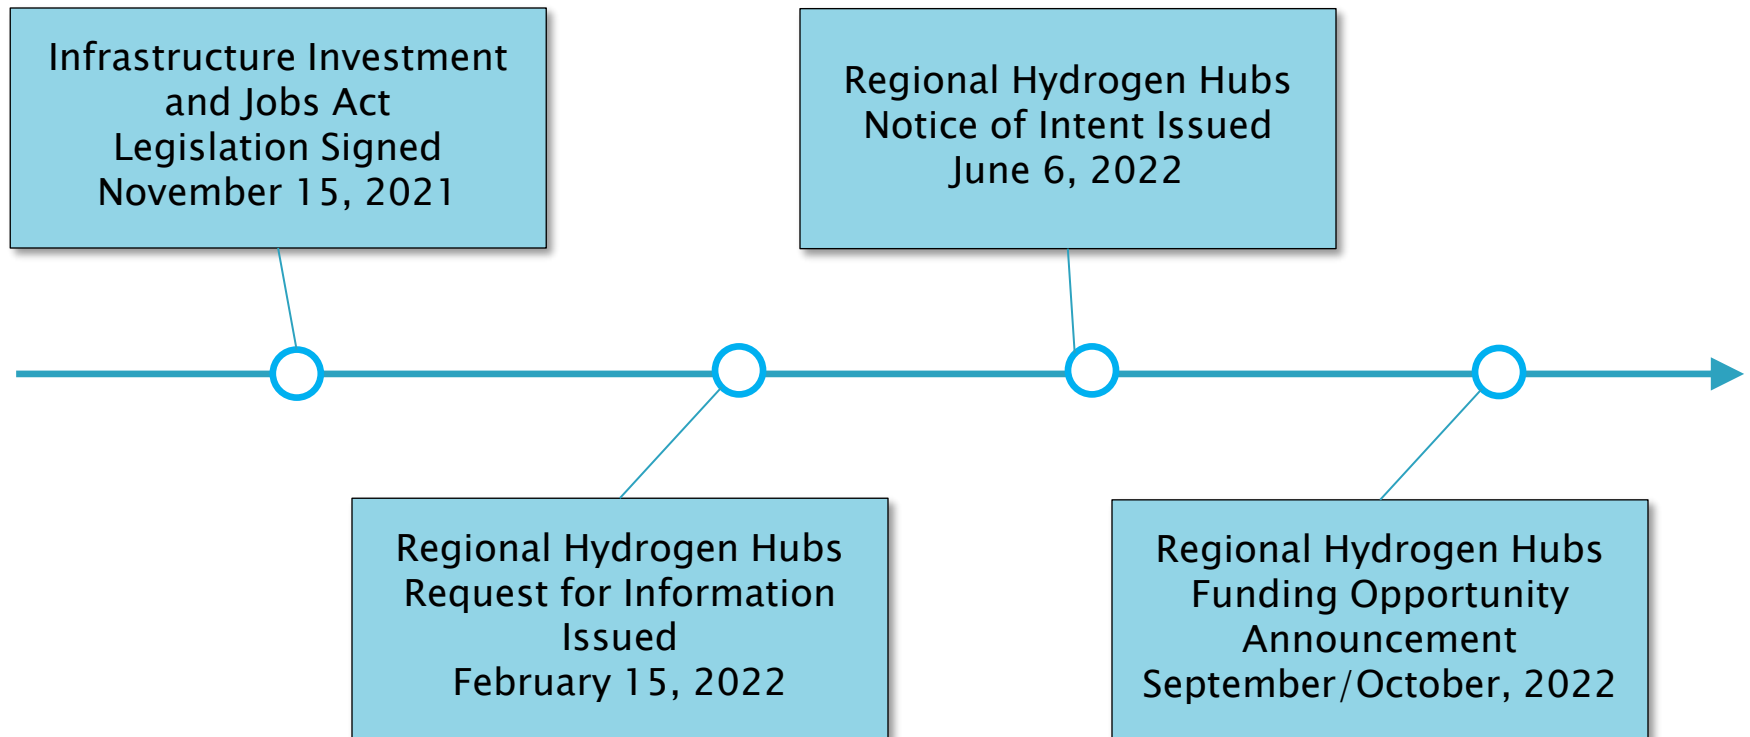 Infrastructure Investment
and Jobs Act
Legislation Signed
November 15, 2021
Regional Hydrogen Hubs
Notice of Intent Issued
June 6, 2022
Regional Hydrogen Hubs
Request for Information
Issued
February 15, 2022
Regional Hydrogen Hubs
Funding Opportunity
Announcement
September/October, 2022